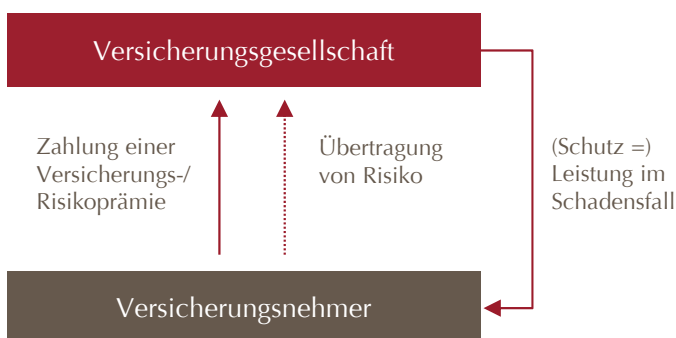 Versicherungsgesellschaft
Zahlung einer
Versicherungs-/
Risikoprämie
Übertragung
von Risiko
(Schutz =)
Leistung im
Schadensfall
Versicherungsnehmer